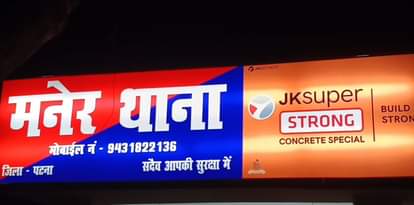 मनेर थाना
मोबाईल नं - 9431822136
जिला - पटना
सदैव आपकी सुरक्षा में
JKsuper
STRONG
CONCRETE SPECIAL
BUILD
STRON